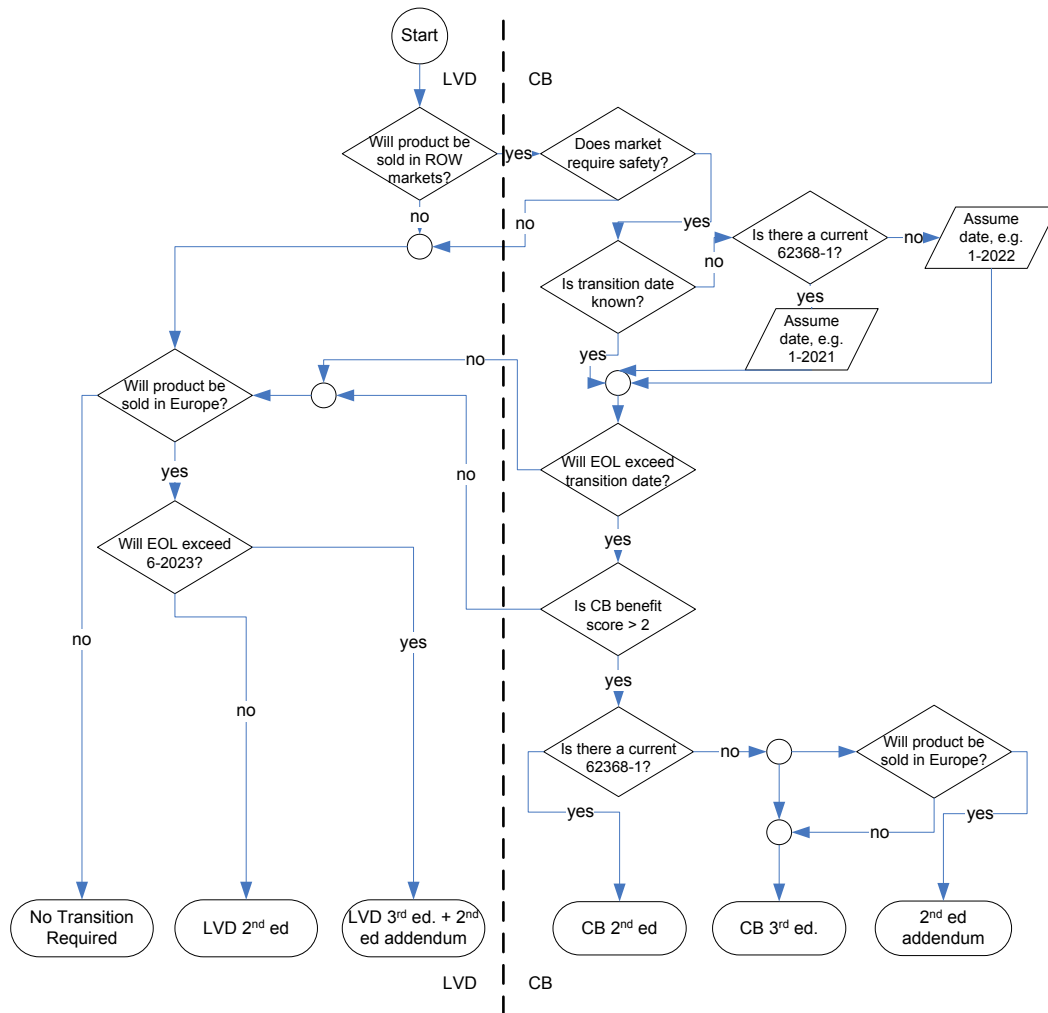 Start
LVD
CB
Will product be
sold in ROW
markets?
yes
Does market
require safety?
no
no
yes
no
Is there a current
62368-1?
no
Assume
date, e.g.
1-2022
Is transition date
known?
yes
Assume
date, e.g.
1-2021
yes
no
Will product be
sold in Europe?
Will EOL exceed
transition date?
yes
no
yes
Will EOL exceed
6-2023?
Is CB benefit
score > 2
no
yes
yes
no
Is there a current
62368-1?
no
Will product be
sold in Europe?
yes
no
yes
No Transition
Required
LVD 2nd ed
LVD 3rd ed. + 2nd
ed addendum
CB 2nd ed
CB 3rd ed.
2nd ed
addendum
LVD
CB